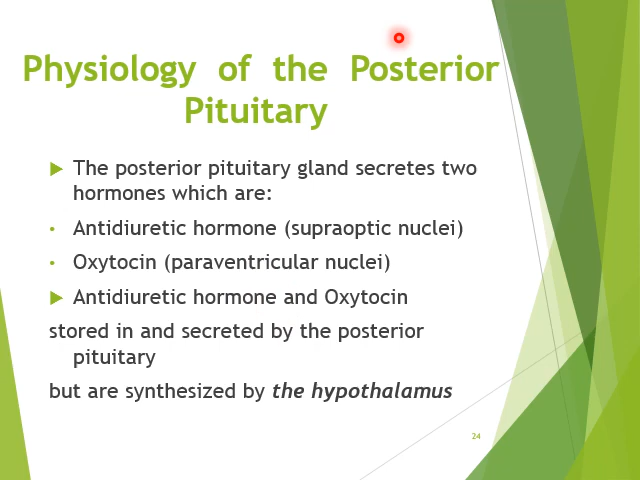 Physiology of the Posterior
Pituitary
The posterior pituitary gland secretes two
hormones which are:
• Antidiuretic hormone (supraoptic nuclei)
• Oxytocin (paraventricular nuclei)
Antidiuretic hormone and Oxytocin
stored in and secreted by the posterior
pituitary
but are synthesized by the hypothalamus
24